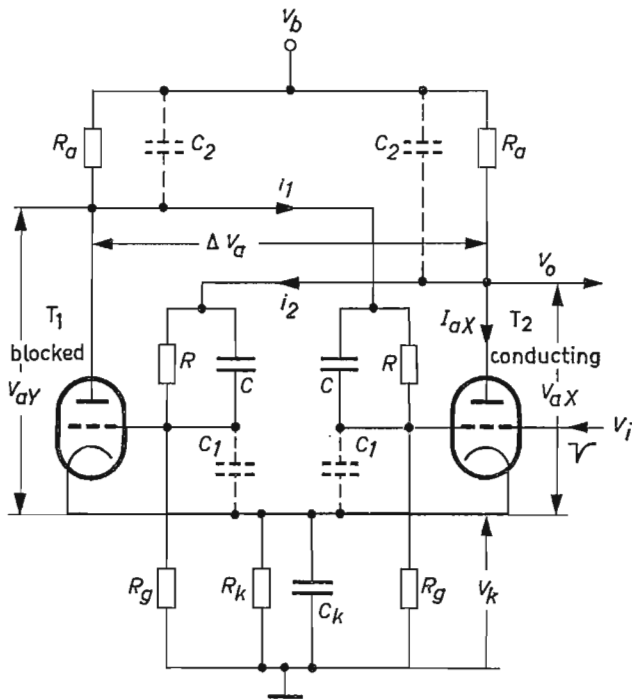 V_b
R_a
C_2
C_2
R_a
i_1
Δ V_a
V_o
i_2
I_aX
T_1
T_2
blocked
conducting
R
C
C
R
V_aY
V_aX
V_i
C_1
C_1
R_g
R_k
C_k
R_g
V_k